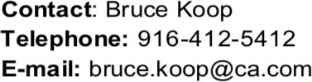 Contact: Bruce Koop
Telephone: 916-412-5412
E-mail: bruce.koop@ca.com